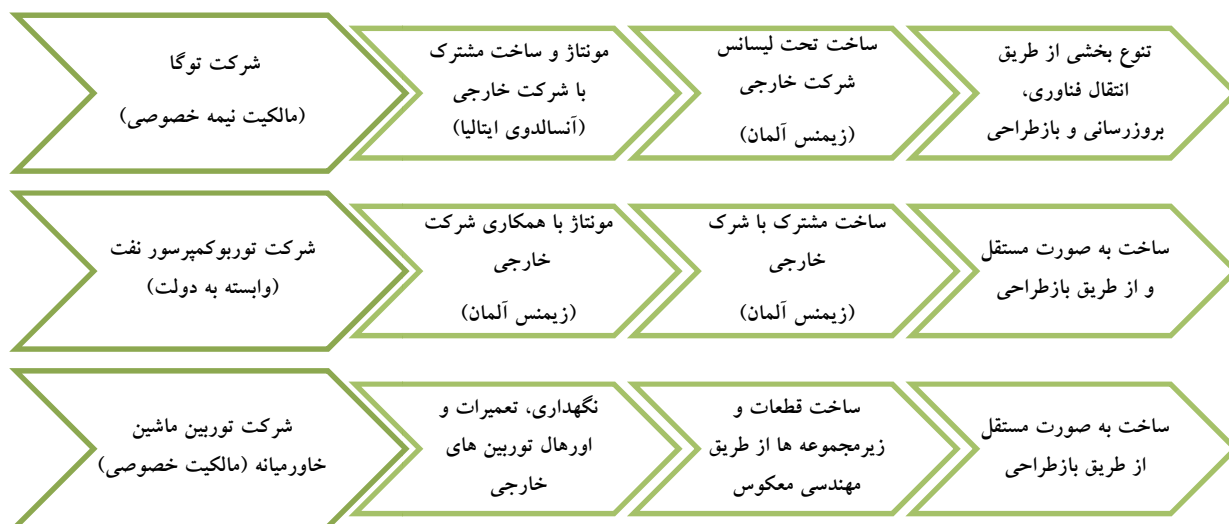 شرکت توگا
(مالکیت نیمه خصوصی)
مونتاژ و ساخت مشترک
با شرکت خارجی
(آنسالدوی ایتالیا)
ساخت تحت لیسانس
شرکت خارجی
(زیمنس آلمان)
تنوع بخشی از طریق
انتقال فناوری،
بروزرسانی و بازطراحی
شرکت توربوکمپرسور نفت
(وابسته به دولت)
مونتاژ با همکاری شرکت
خارجی
(زیمنس آلمان)
ساخت مشترک با شرک
خارجی
(زیمنس آلمان)
ساخت به صورت مستقل
و از طریق بازطراحی
شرکت توربین ماشین
خاورمیانه (مالکیت خصوصی)
نگهداری، تعمیرات و
اورهال توربین های
خارجی
ساخت قطعات و
زیرمجموعه ها از طریق
مهندسی معکوس
ساخت به صورت مستقل
از طریق بازطراحی